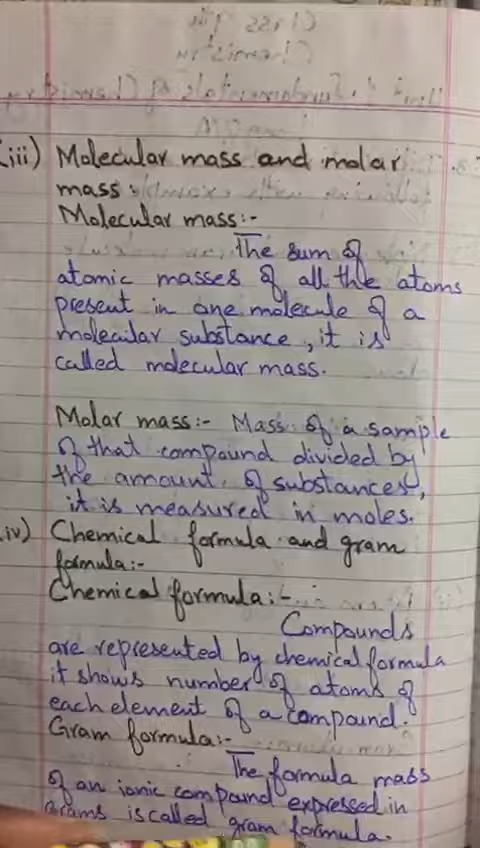 iii) Molecular mass and molar
mass :-
Molecular mass:-
The sum of
atomic masses of all the atoms
present in one molecule of a
molecular substance, it is
called molecular mass.
Molar mass:- Mass of a sample
of that compound divided by
the amount of substances,
it is measured in moles.
iv) Chemical formula and gram
formula:-
Chemical formula:-
Compounds
are represented by chemical formula
it shows number of atoms of
each element of a compound.
Gram formula:-
The formula mass
of an ionic compound expressed in
grams is called gram formula.